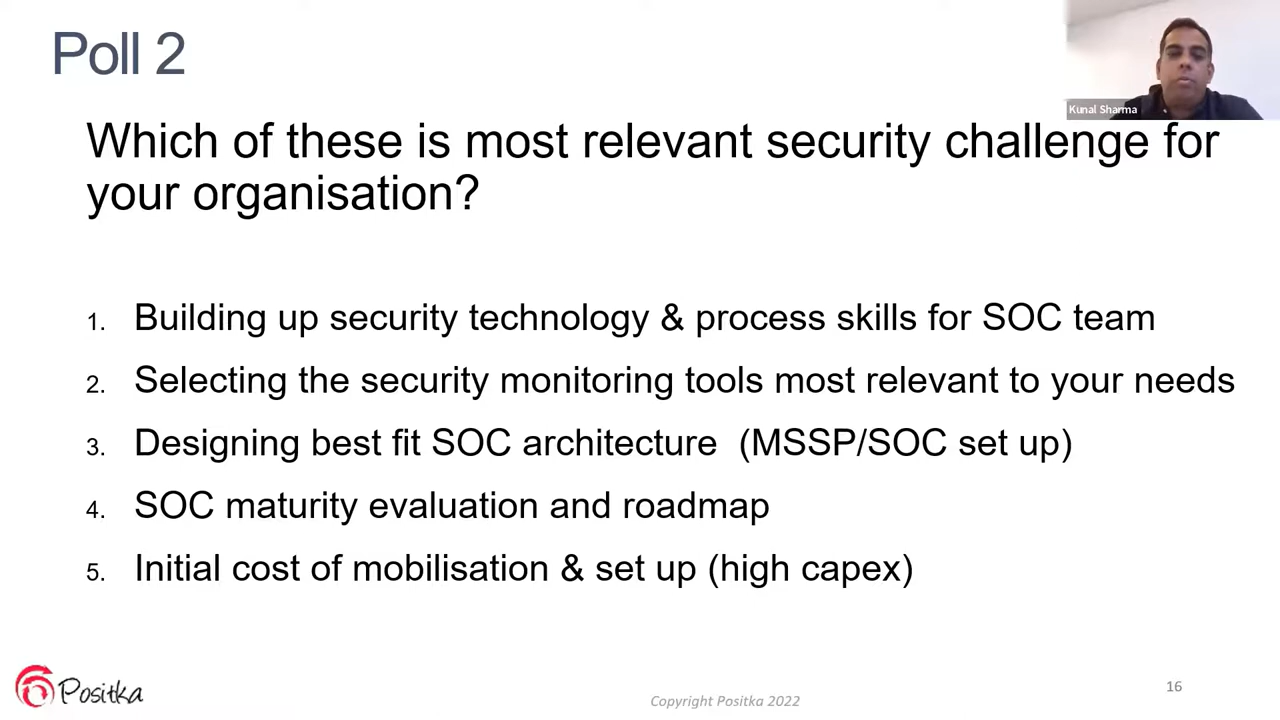 Poll 2
Kunal Sharma
Which of these is most relevant security challenge for
your organisation?
1. Building up security technology & process skills for SOC team
2. Selecting the security monitoring tools most relevant to your needs
3. Designing best fit SOC architecture (MSSP/SOC set up)
4. SOC maturity evaluation and roadmap
5. Initial cost of mobilisation & set up (high capex)
Positka
Copyright Positka 2022
16